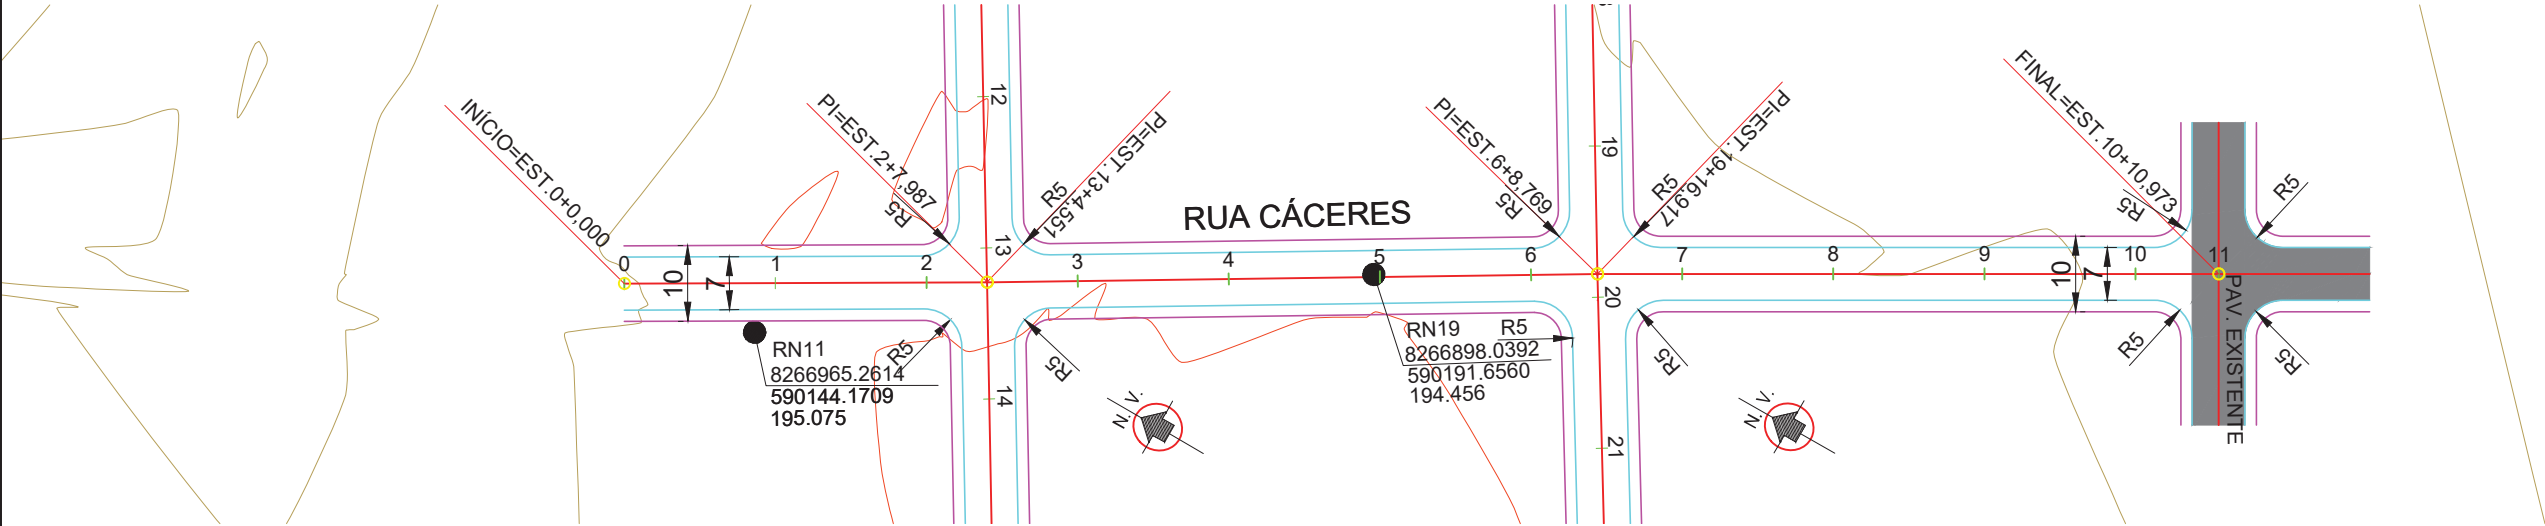 INÍCIO=EST.0+0,000
PI=EST.2+7,987
R5
12
PI=EST. 13+4.551
R5
13
RUA CÁCERES
PI=EST.6+8,769
R5
19
PI=EST. 19+16.917
R5
FINAL=EST. 10+10,973
R5
R5
0
1
2
3
4
5
6
7
8
9
10
11
10
7
10
7
20
PAV. EXISTENTE
RN11
8266965.2614
590144.1709
195.075
R5
14
R5
N. V.
RN19
R5
8266898.0392
590191.6560
194.456
R5
21
N. V.
R5
R5